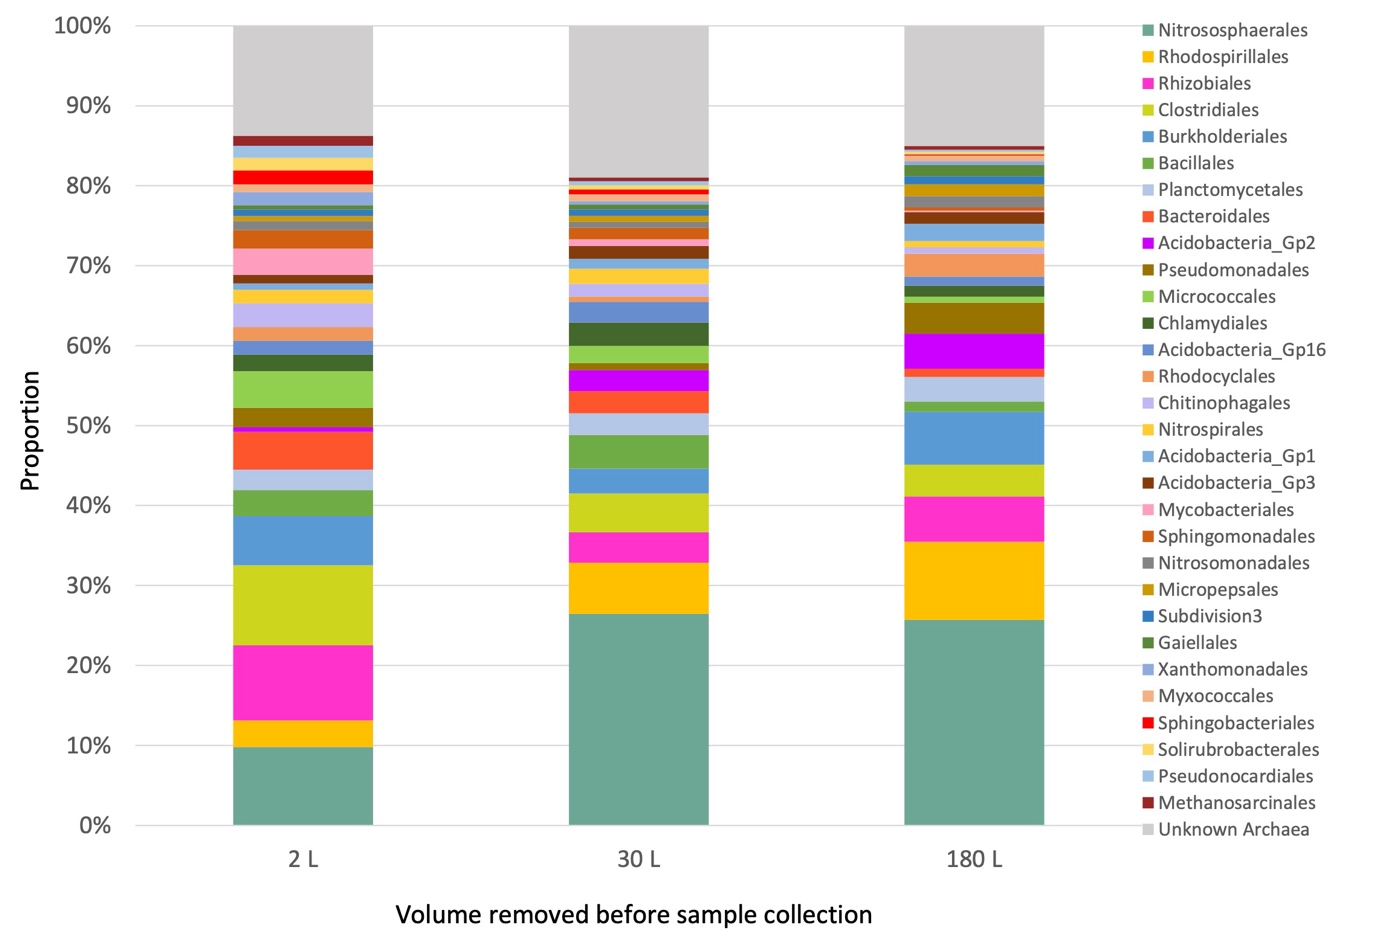 100%
90%
80%
70%
60%
50%
40%
30%
20%
10%
0%
Proportion
2 L
30 L
180 L
Volume removed before sample collection
Nitrososphaerales
Rhodospirillales
Rhizobiales
Clostridiales
Burkholderiales
Bacillales
Planctomycetales
Bacteroidales
Acidobacteria_Gp2
Pseudomonadales
Micrococcales
Chlamydiales
Acidobacteria_Gp16
Rhodocyclales
Chitinophagales
Nitrospirales
Acidobacteria_Gp1
Acidobacteria_Gp3
Mycobacteriales
Sphingomonadales
Nitrosomonadales
Micropepsales
Subdivision3
Gaiellales
Xanthomonadales
Myxococcales
Sphingobacteriales
Solirubrobacterales
Pseudonocardiales
Methanosarcinales
Unknown Archaea